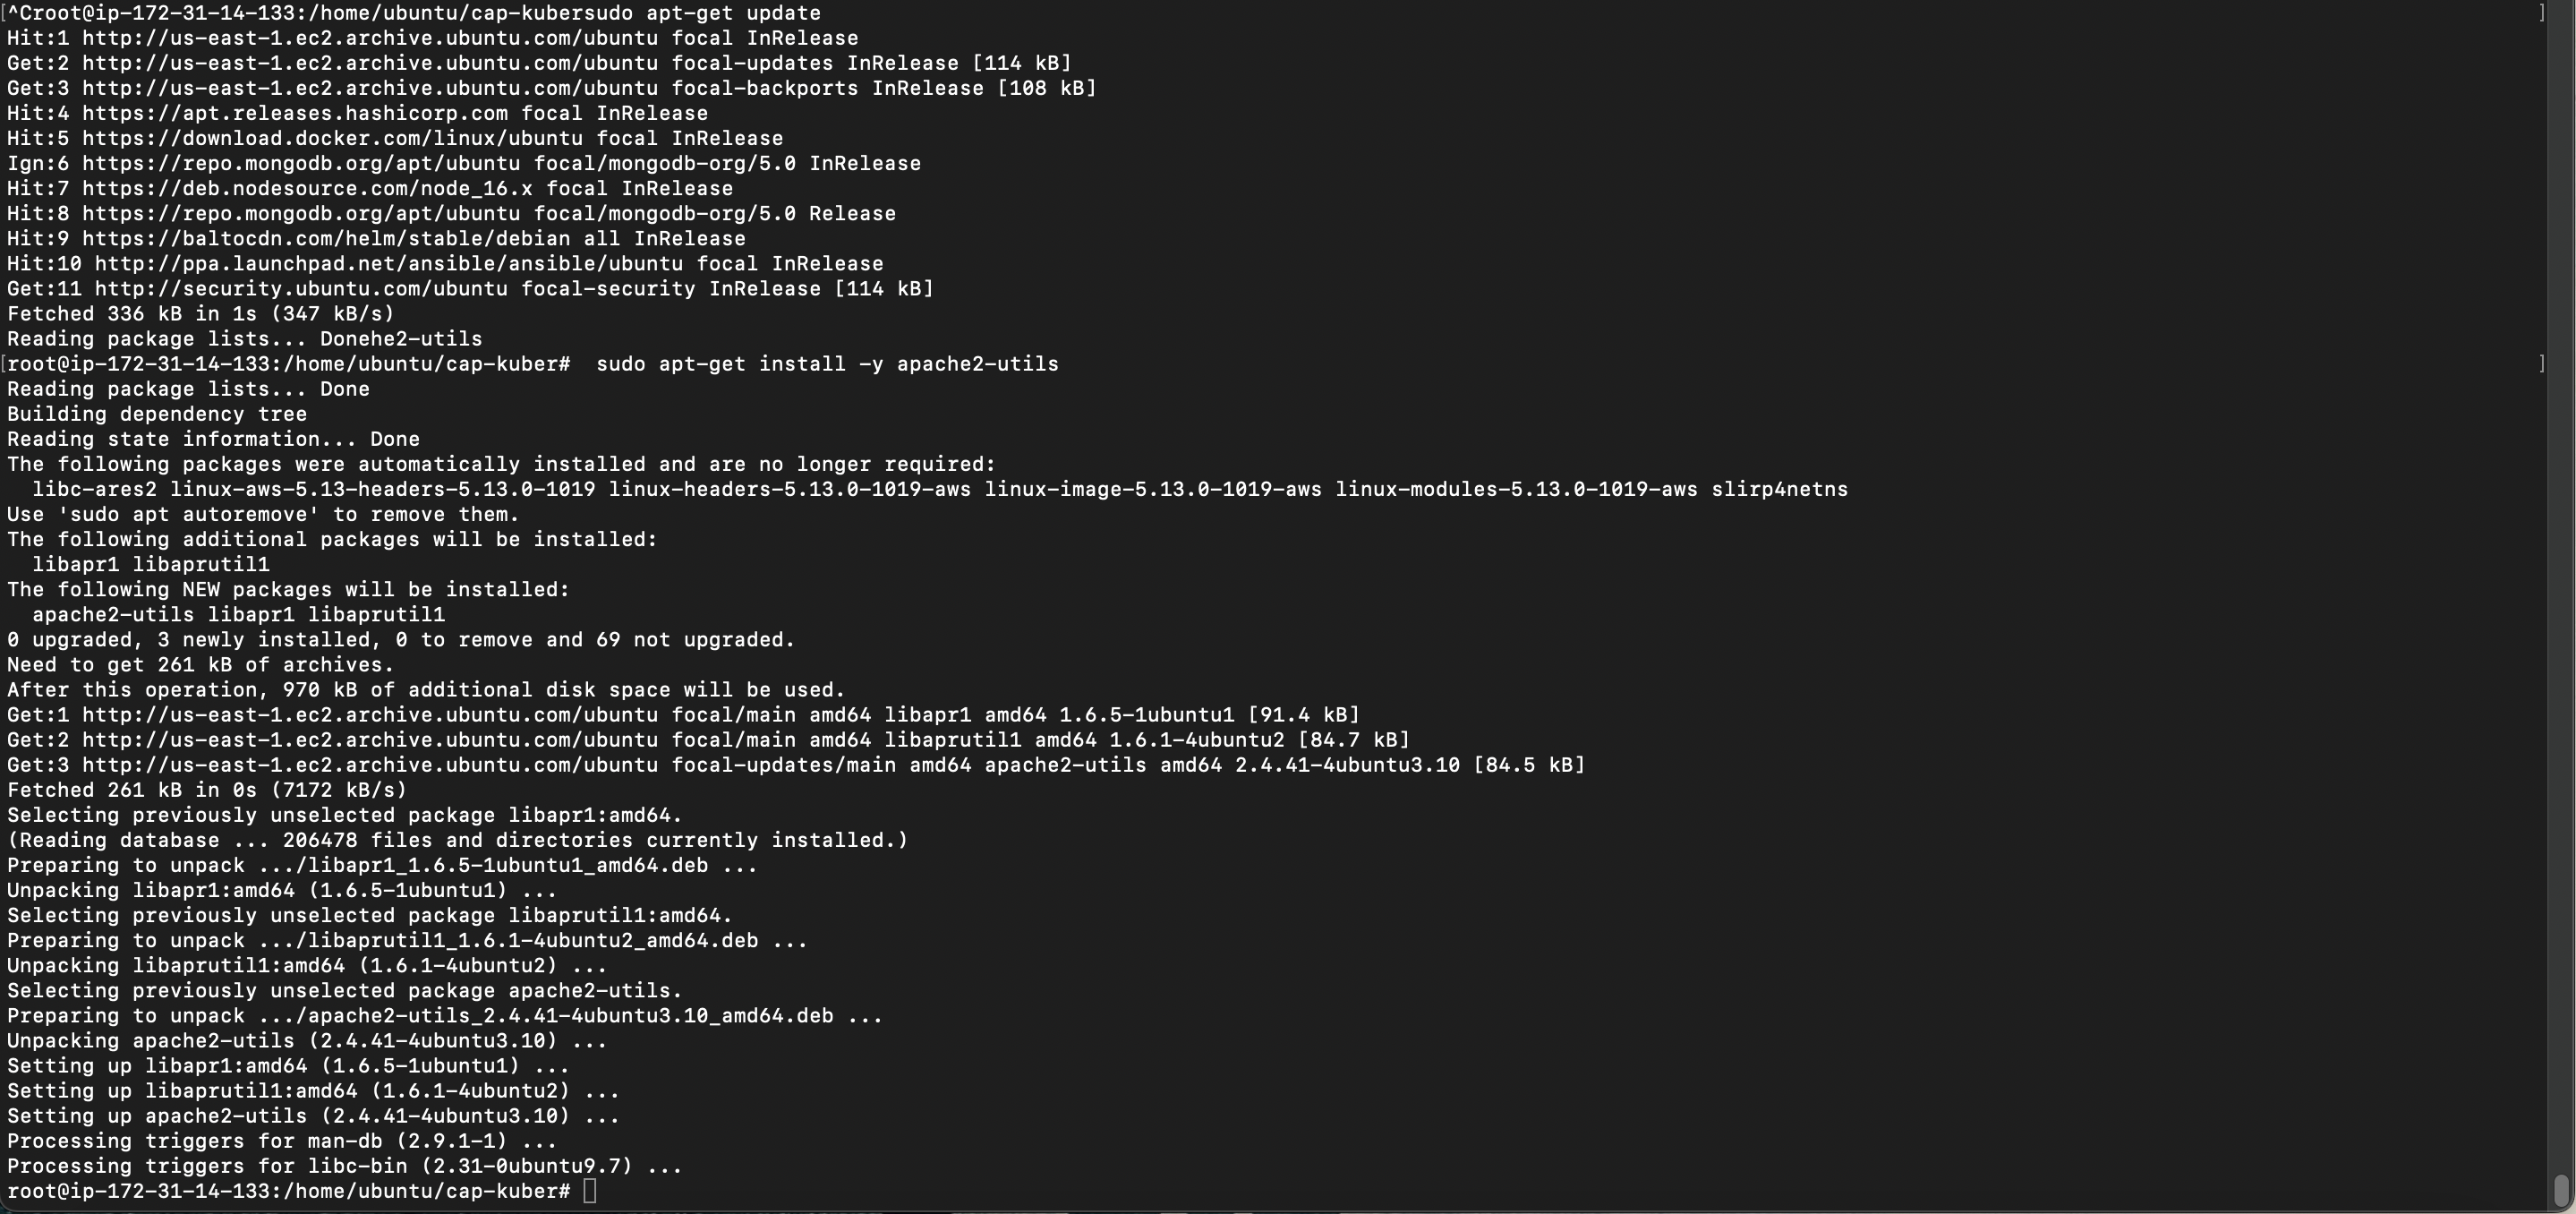 [^Croot@ip-172-31-14-133:/home/ubuntu/cap-kubersudo apt-get update ]
Hit:1 http://us-east-1.ec2.archive.ubuntu.com/ubuntu focal InRelease
Get:2 http://us-east-1.ec2.archive.ubuntu.com/ubuntu focal-updates InRelease [114 kB]
Get:3 http://us-east-1.ec2.archive.ubuntu.com/ubuntu focal-backports InRelease [108 kB]
Hit:4 https://apt.releases.hashicorp.com focal InRelease
Hit:5 https://download.docker.com/linux/ubuntu focal InRelease
Ign:6 https://repo.mongodb.org/apt/ubuntu focal/mongodb-org/5.0 InRelease
Hit:7 https://deb.nodesource.com/node_16.x focal InRelease
Hit:8 https://repo.mongodb.org/apt/ubuntu focal/mongodb-org/5.0 Release
Hit:9 https://baltocdn.com/helm/stable/debian all InRelease
Hit:10 http://ppa.launchpad.net/ansible/ansible/ubuntu focal InRelease
Get:11 http://security.ubuntu.com/ubuntu focal-security InRelease [114 kB]
Fetched 336 kB in 1s (347 kB/s)
Reading package lists... Donehe2-utils
[root@ip-172-31-14-133:/home/ubuntu/cap-kuber#  sudo apt-get install -y apache2-utils ]
Reading package lists... Done
Building dependency tree
Reading state information... Done
The following packages were automatically installed and are no longer required:
  libc-ares2 linux-aws-5.13-headers-5.13.0-1019 linux-headers-5.13.0-1019-aws linux-image-5.13.0-1019-aws linux-modules-5.13.0-1019-aws slirp4netns
Use 'sudo apt autoremove' to remove them.
The following additional packages will be installed:
  libapr1 libaprutil1
The following NEW packages will be installed:
  apache2-utils libapr1 libaprutil1
0 upgraded, 3 newly installed, 0 to remove and 69 not upgraded.
Need to get 261 kB of archives.
After this operation, 970 kB of additional disk space will be used.
Get:1 http://us-east-1.ec2.archive.ubuntu.com/ubuntu focal/main amd64 libapr1 amd64 1.6.5-1ubuntu1 [91.4 kB]
Get:2 http://us-east-1.ec2.archive.ubuntu.com/ubuntu focal/main amd64 libaprutil1 amd64 1.6.1-4ubuntu2 [84.7 kB]
Get:3 http://us-east-1.ec2.archive.ubuntu.com/ubuntu focal-updates/main amd64 apache2-utils amd64 2.4.41-4ubuntu3.10 [84.5 kB]
Fetched 261 kB in 0s (7172 kB/s)
Selecting previously unselected package libapr1:amd64.
(Reading database ... 206478 files and directories currently installed.)
Preparing to unpack .../libapr1_1.6.5-1ubuntu1_amd64.deb ...
Unpacking libapr1:amd64 (1.6.5-1ubuntu1) ...
Selecting previously unselected package libaprutil1:amd64.
Preparing to unpack .../libaprutil1_1.6.1-4ubuntu2_amd64.deb ...
Unpacking libaprutil1:amd64 (1.6.1-4ubuntu2) ...
Selecting previously unselected package apache2-utils.
Preparing to unpack .../apache2-utils_2.4.41-4ubuntu3.10_amd64.deb ...
Unpacking apache2-utils (2.4.41-4ubuntu3.10) ...
Setting up libapr1:amd64 (1.6.5-1ubuntu1) ...
Setting up libaprutil1:amd64 (1.6.1-4ubuntu2) ...
Setting up apache2-utils (2.4.41-4ubuntu3.10) ...
Processing triggers for man-db (2.9.1-1) ...
Processing triggers for libc-bin (2.31-0ubuntu9.7) ...
root@ip-172-31-14-133:/home/ubuntu/cap-kuber#